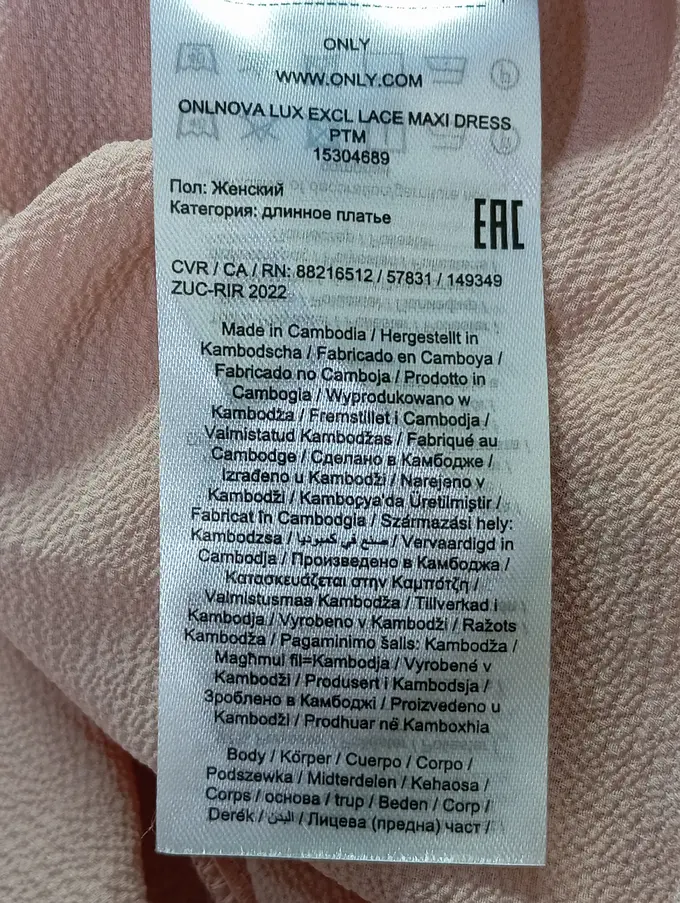 ONLY
WWW.ONLY.COM
ONLNOVA LUX EXCL LACE MAXI DRESS
PTM
15304689
Пол: Женский
Категория: длинное платье
EAC
CVR / CA / RN: 88216512 / 57831 / 149349
ZUC-RIR 2022
Made in Cambodia / Hergestellt in
Kambodscha / Fabricado en Camboya /
Fabricado no Camboja / Prodotto in
Cambogia / Wyprodukowano w
Kambodża / Fremstillet i Cambodja /
Valmistatud Kambodžas / Fabriqué au
Cambodge / Сделано в Камбодже /
Izrađeno u Kambodži / Narejeno v
Kambodži / Kamboçya'da Üretilmiştir /
Fabricat în Cambodgia / Származási hely:
Kambodzsa / صنع في كمبوديا / Vervaardigd in
Cambodja / Произведено в Камбоджа /
Κατασκευάζεται στην Καμπότζη /
Valmistusmaa Kambodža / Tillverkad i
Kambodja / Vyrobeno v Kambodži / Ražots
Kambodža / Pagaminimo šalls: Kambodža /
Magħmul fil=Kambodja / Vyrobené v
Kambodži / Produsert i Kambodsja /
Зроблено в Камбоджі / Proizvedeno u
Kambodži / Prodhuar në Kamboxhia
Body / Körper / Cuerpo / Corpo /
Podszewka / Midterdelen / Kehaosa /
Corps / основа / trup / Beden / Corp /
Derék / البدن / Лицева (предна) част /